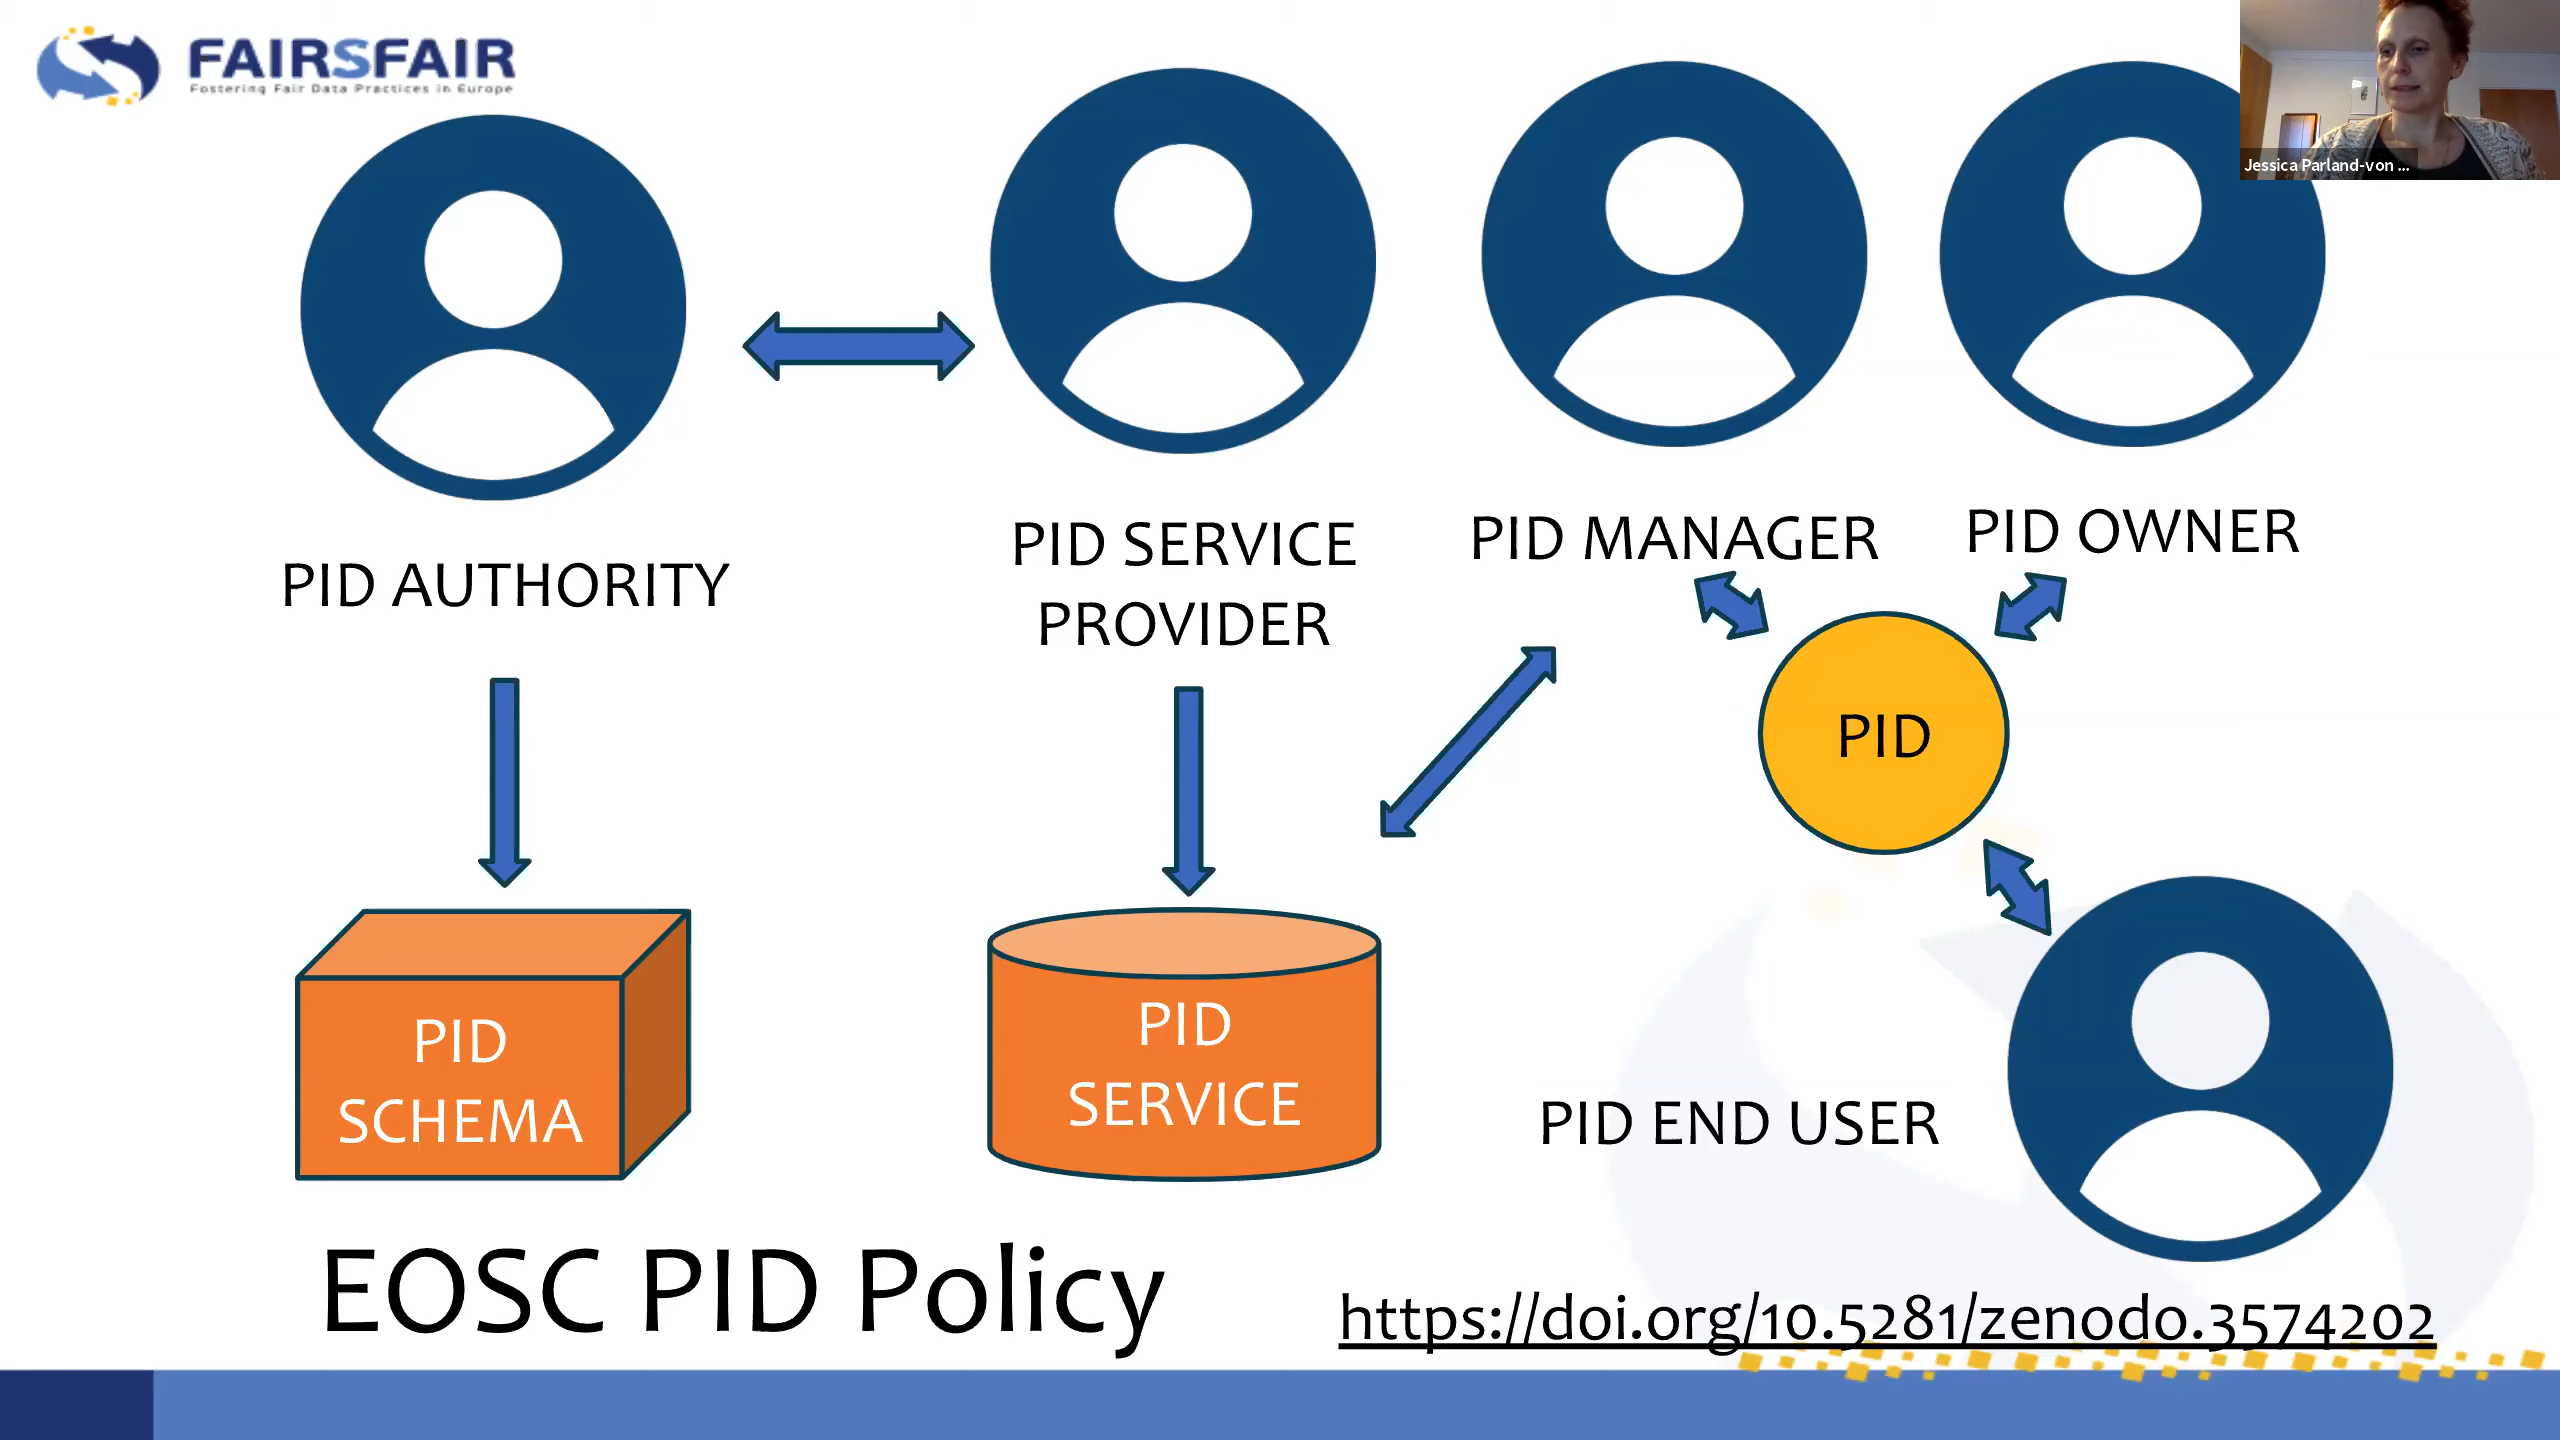 FAIRSFAIR
Fostering Fair Data Practices in Europe
Jessica Parland-von ...
PID AUTHORITY
PID SERVICE
PROVIDER
PID MANAGER
PID OWNER
PID
PID
SCHEMA
PID
SERVICE
PID END USER
EOSC PID Policy
https://doi.org/10.5281/zenodo.3574202